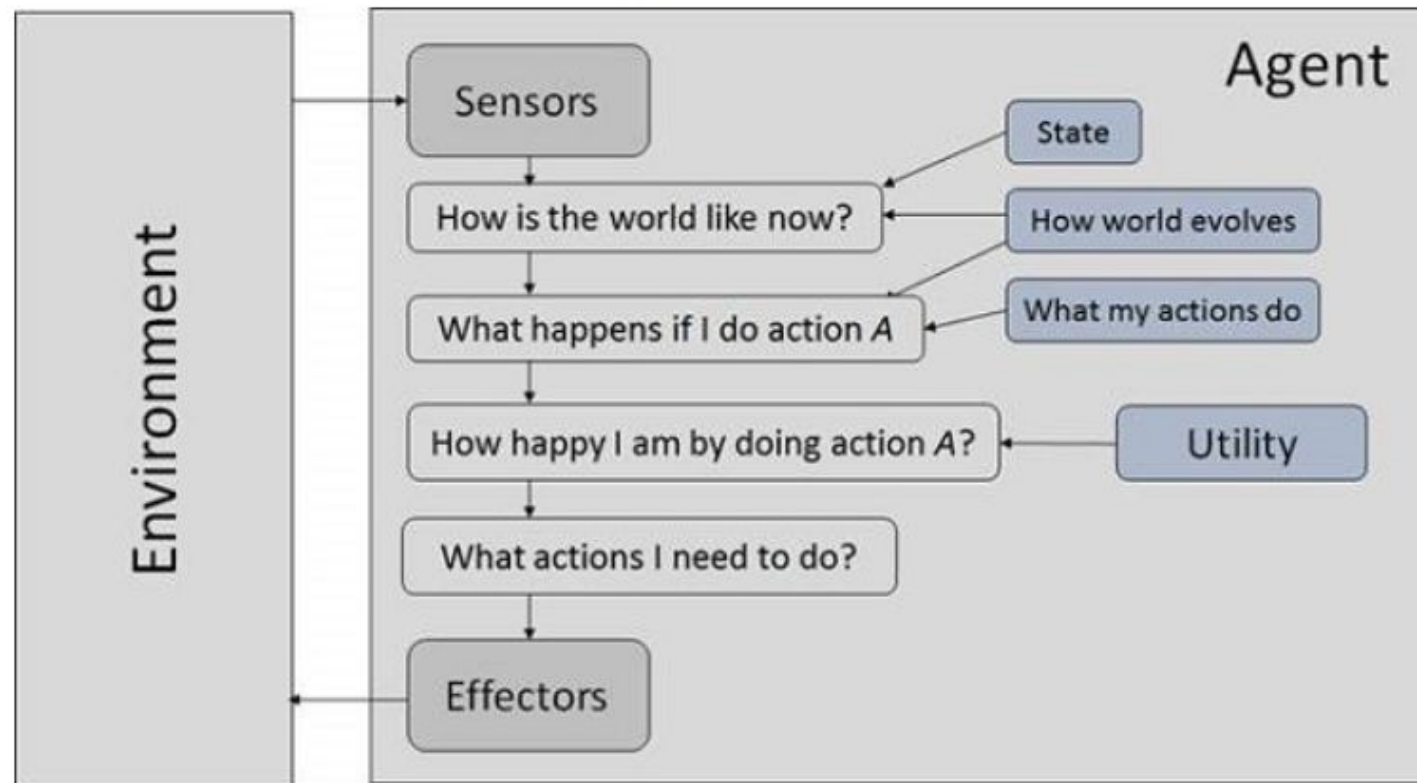 Environment
Agent
Sensors
State
How is the world like now?
How world evolves
What my actions do
What happens if I do action A
How happy I am by doing action A?
Utility
What actions I need to do?
Effectors